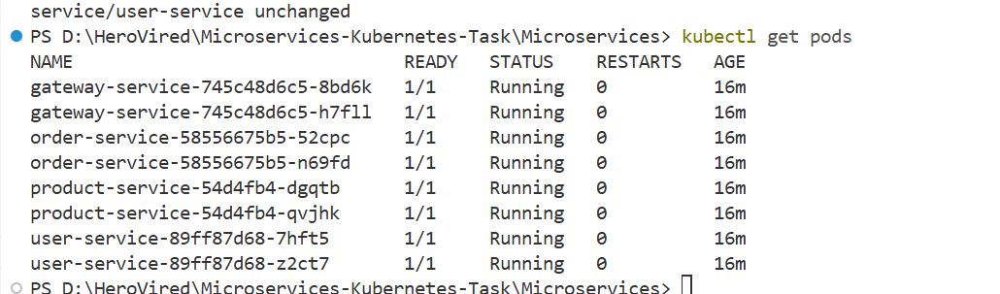 service/user-service unchanged
PS D:\HeroVired\Microservices-Kubernetes-Task\Microservices> kubectl get pods
NAME READY STATUS RESTARTS AGE
gateway-service-745c48d6c5-8bd6k 1/1 Running 0 16m
gateway-service-745c48d6c5-h7fll 1/1 Running 0 16m
order-service-58556675b5-52cpc 1/1 Running 0 16m
order-service-58556675b5-n69fd 1/1 Running 0 16m
product-service-54d4fb4-dgqtb 1/1 Running 0 16m
product-service-54d4fb4-qvjhk 1/1 Running 0 16m
user-service-89ff87d68-7hft5 1/1 Running 0 16m
user-service-89ff87d68-z2ct7 1/1 Running 0 16m
PS D:\HeroVired\Microservices-Kubernetes-Task\Microservices>